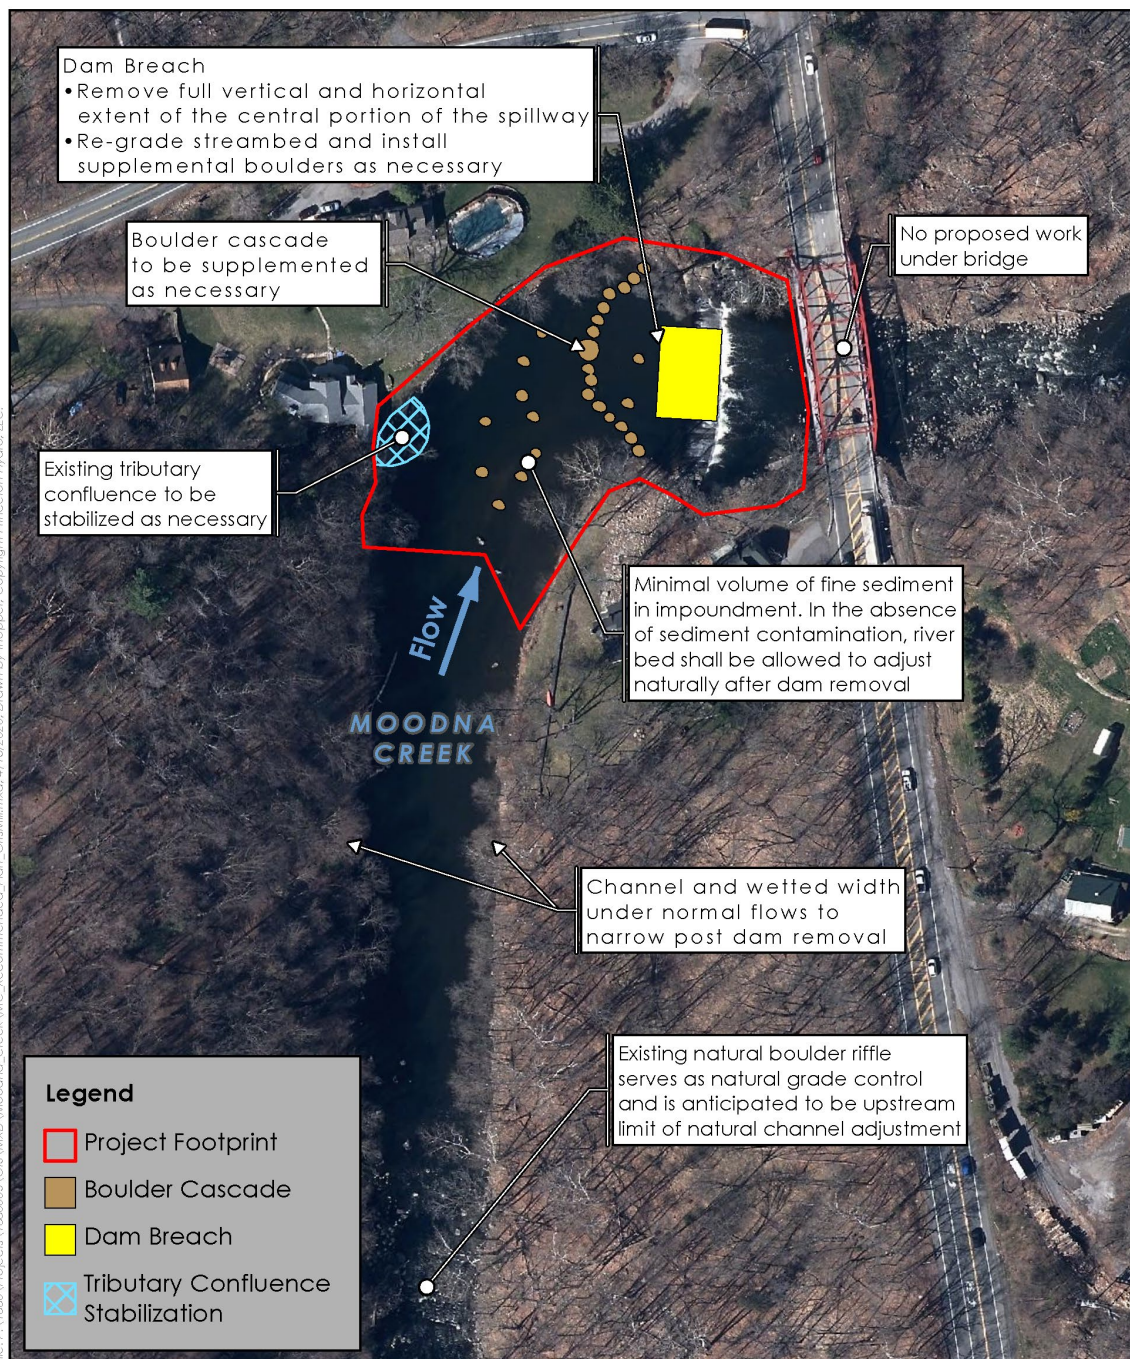 Dam Breach
•Remove full vertical and horizontal
extent of the central portion of the spillway
•Re-grade streambed and install
supplemental boulders as necessary
Boulder cascade
to be supplemented
as necessary
No proposed work
under bridge
Existing tributary
confluence to be
stabilized as necessary
Minimal volume of fine sediment
in impoundment. In the absence
of sediment contamination, river
bed shall be allowed to adjust
naturally after dam removal
Flow
MOODNA
CREEK
Channel and wetted width
under normal flows to
narrow post dam removal
Existing natural boulder riffle
serves as natural grade control
and is anticipated to be upstream
limit of natural channel adjustment
Legend
Project Footprint
Boulder Cascade
Dam Breach
Tributary Confluence
Stabilization